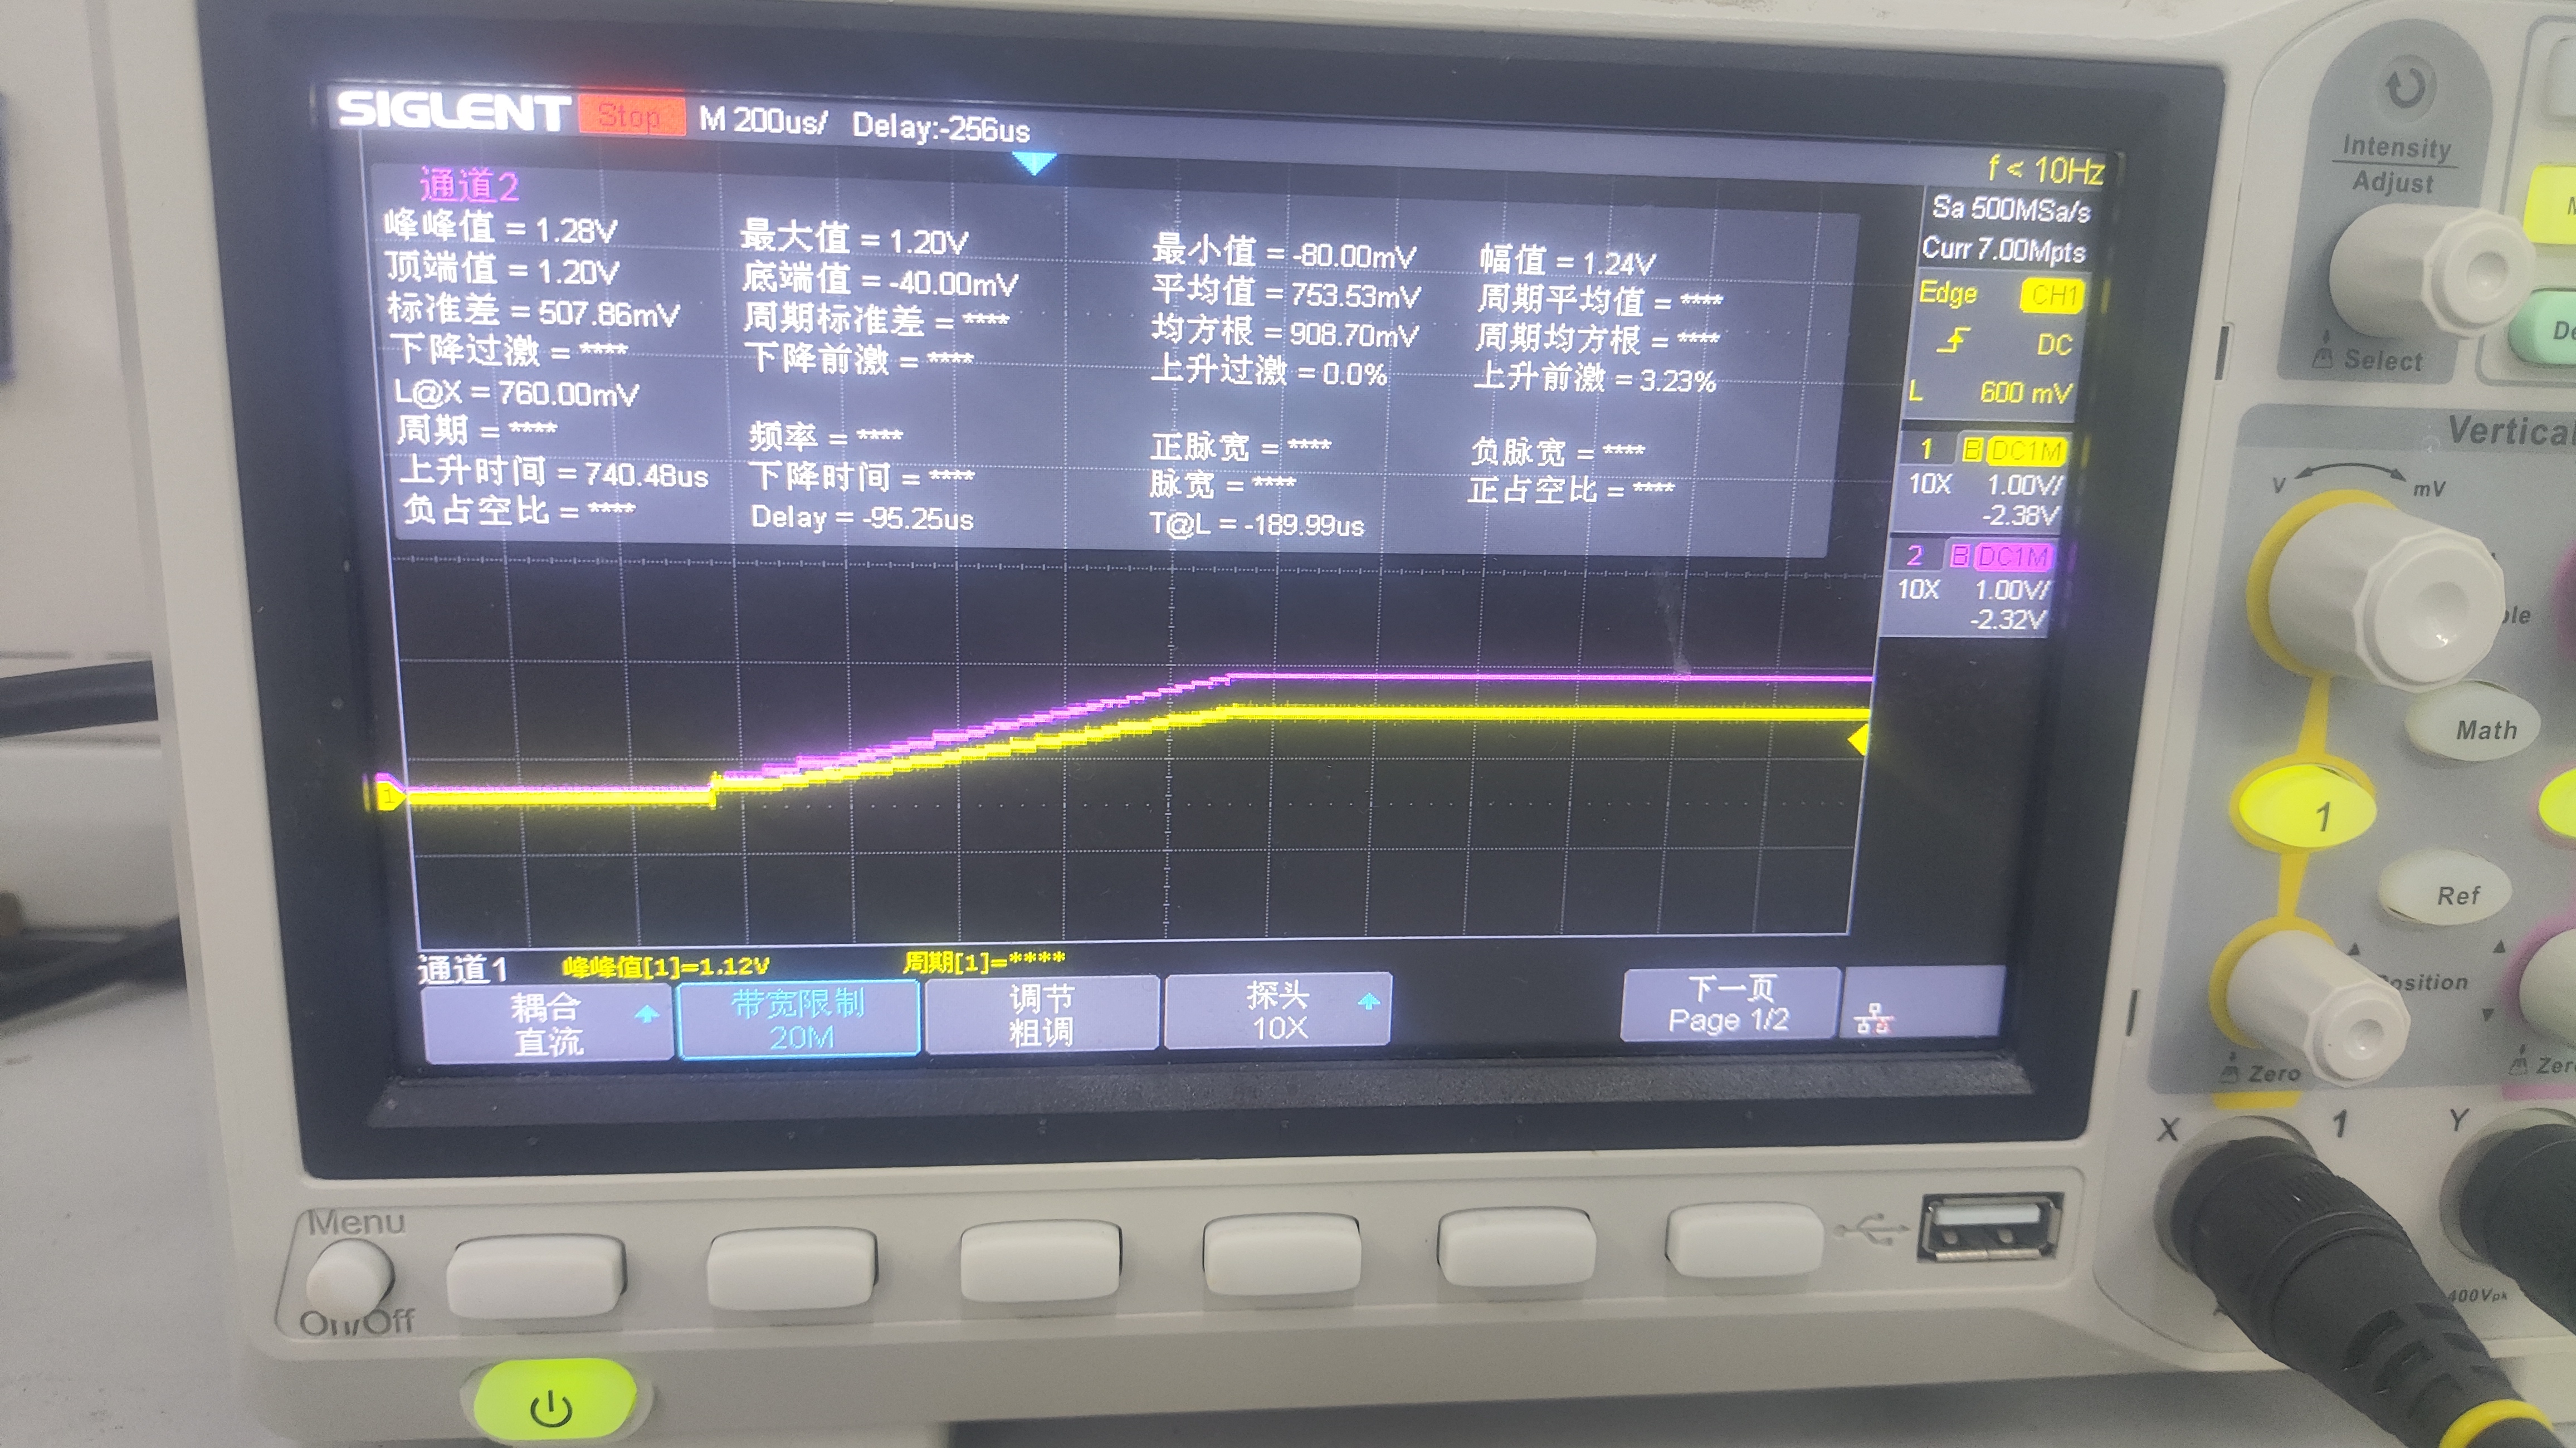 SIGLENT Stop M 200us/ Delay:-256us
f < 10Hz
通道2
峰峰值 = 1.28V 最大值 = 1.20V 最小值 = -80.00mV 幅值 = 1.24V
顶端值 = 1.20V 底端值 = -40.00mV 平均值 = 753.53mV 周期平均值 = ****
标准差 = 507.86mV 周期标准差 = **** 均方根 = 908.70mV 周期均方根 = ****
下降过激 = **** 下降前激 = **** 上升过激 = 0.0% 上升前激 = 3.23%
L@X = 760.00mV
周期 = **** 频率 = **** 正脉宽 = **** 负脉宽 = ****
上升时间 = 740.48us 下降时间 = **** 脉宽 = **** 正占空比 = ****
负占空比 = **** Delay = -95.25us T@L = -189.99us
Sa 500MSa/s
Curr 7.00Mpts
Edge CH1
DC
L 600 mV
1 B DC1M
10X 1.00V/
-2.38V
2 B DC1M
10X 1.00V/
-2.32V
1
通道1 峰峰值[1]=1.12V 周期[1]=****
耦合
直流
带宽限制
20M
调节
粗调
探头
10X
下一页
Page 1/2
Intensity
Adjust
Select
Vertica
V mV
Math
1
Ref
Position
Zero
X 1 Y
400Vpk
Menu
On/Off